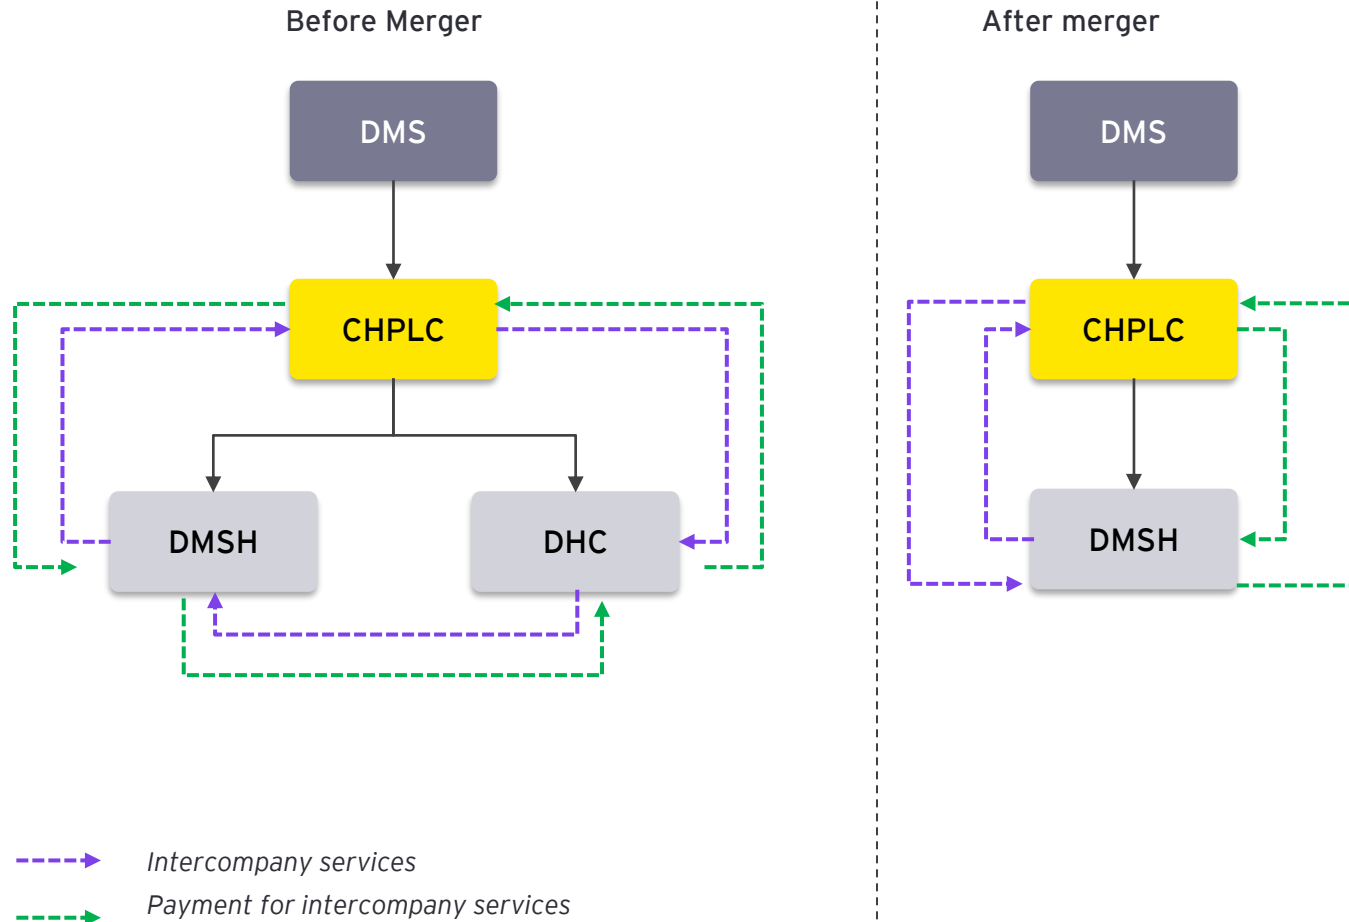 Before Merger
After merger
DMS
DMS
CHPLC
CHPLC
DMSH
DHC
DMSH
Intercompany services
Payment for intercompany services